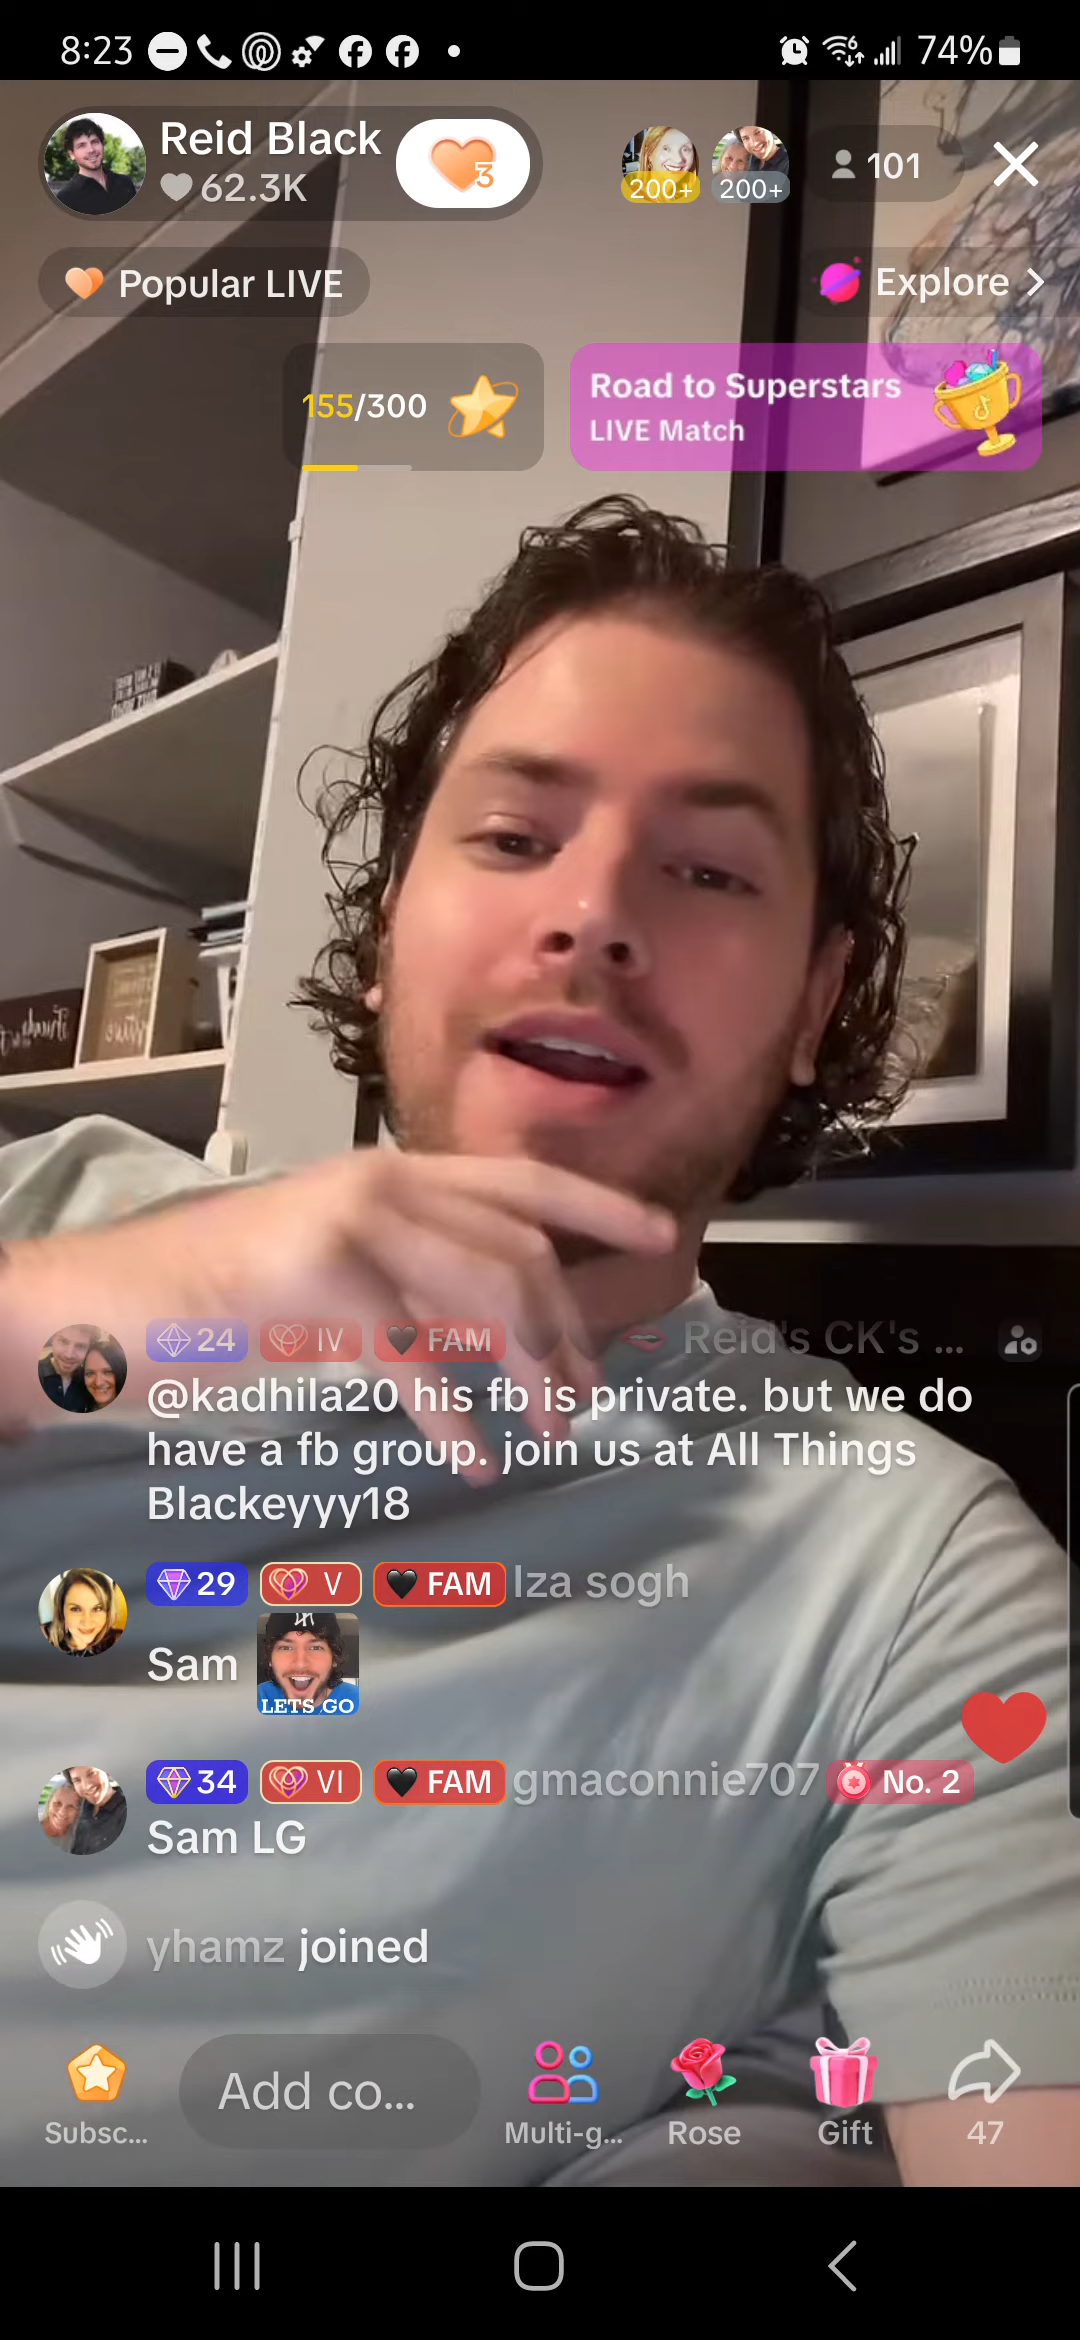 8:23
74%
Reid Black
62.3K
3
200+
200+
101
Popular LIVE
Explore
155/300
Road to Superstars
LIVE Match
24 IV FAM Reid's CK's ...
@kadhila20 his fb is private. but we do
have a fb group. join us at All Things
Blackeyyy18
29 V FAM Iza sogh
Sam
LETS GO
34 VI FAM gmaconnie707 No. 2
Sam LG
yhamz joined
Subsc...
Add co...
Multi-g...
Rose
Gift
47